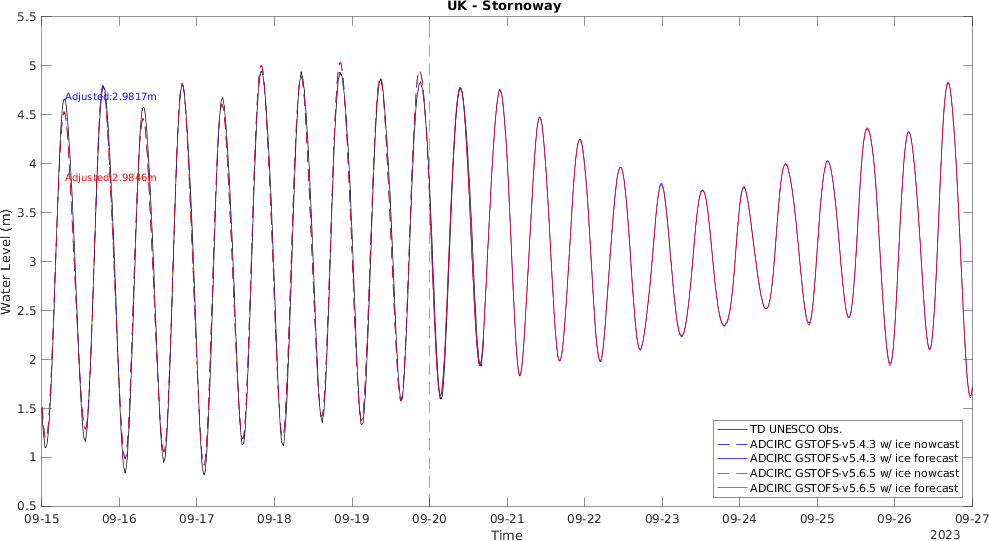 UK - Stornoway
5.5
5
4.5
4
3.5
3
2.5
2
1.5
1
0.5
Water Level (m)
Adjusted:2.9817m
Adjusted:2.9846m
TD UNESCO Obs.
ADCIRC GSTOFS-v5.4.3 w/ ice nowcast
ADCIRC GSTOFS-v5.4.3 w/ ice forecast
ADCIRC GSTOFS-v5.6.5 w/ ice nowcast
ADCIRC GSTOFS-v5.6.5 w/ ice forecast
09-15 09-16 09-17 09-18 09-19 09-20 09-21 09-22 09-23 09-24 09-25 09-26 09-27
Time
2023